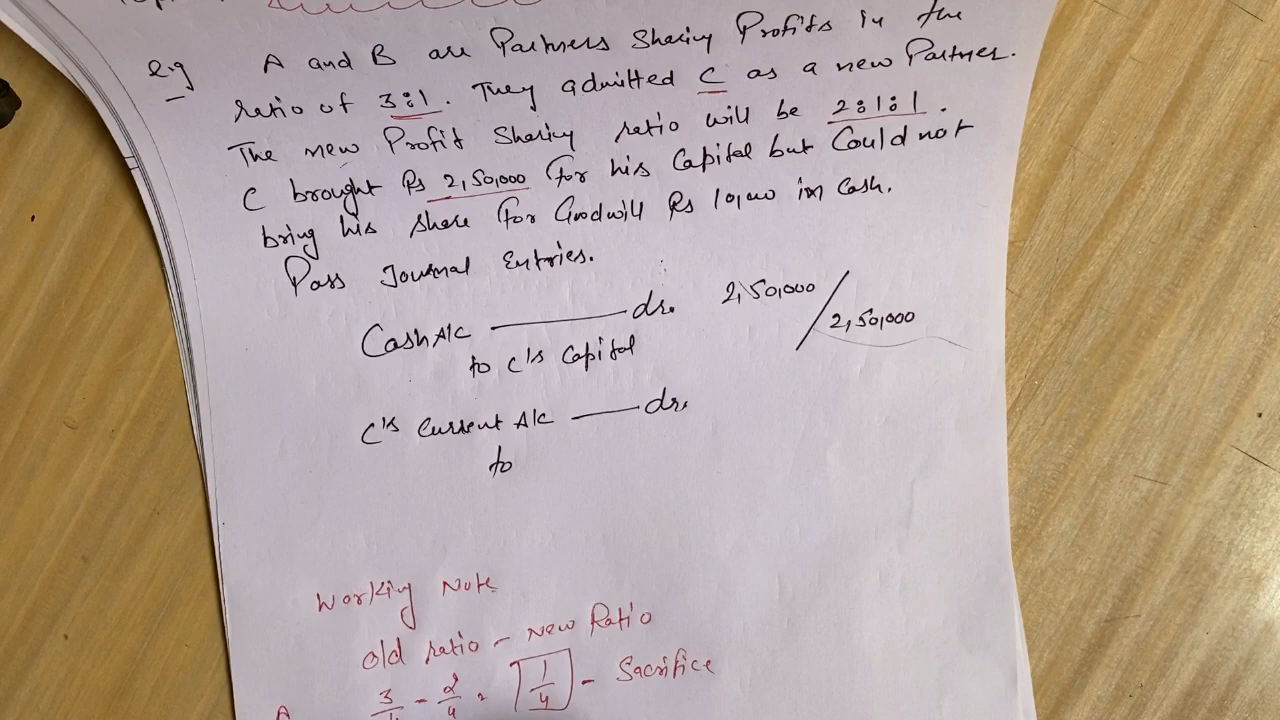 e.g A and B are Partners Sharing Profits in the
ratio of 3:1. They admitted C as a new Partner.
The new Profit Sharing ratio will be 2:1:1.
C brought Rs 2,50,000 for his Capital but Could not
bring his share for Goodwill Rs 10,000 in Cash.
Pass Journal Entries.
Cash A/c dr. 2,50,000
to C's Capital 2,50,000
C's Current A/c dr.
to
Working Note
Old ratio - New Ratio
A 3/4 - 2/4 = 1/4 - Sacrifice